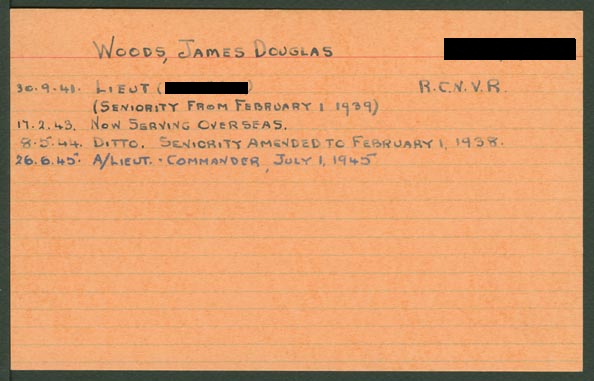 WOODS, JAMES DOUGLAS
30.9.41. LIEUT ( ) R.C.N.V.R.
(SENIORITY FROM FEBRUARY 1 1939)
17.2.43. NOW SERVING OVERSEAS.
8.5.44. DITTO. SENIORITY AMENDED TO FEBRUARY 1, 1938.
26.6.45. A/LIEUT.-COMMANDER, JULY 1, 1945